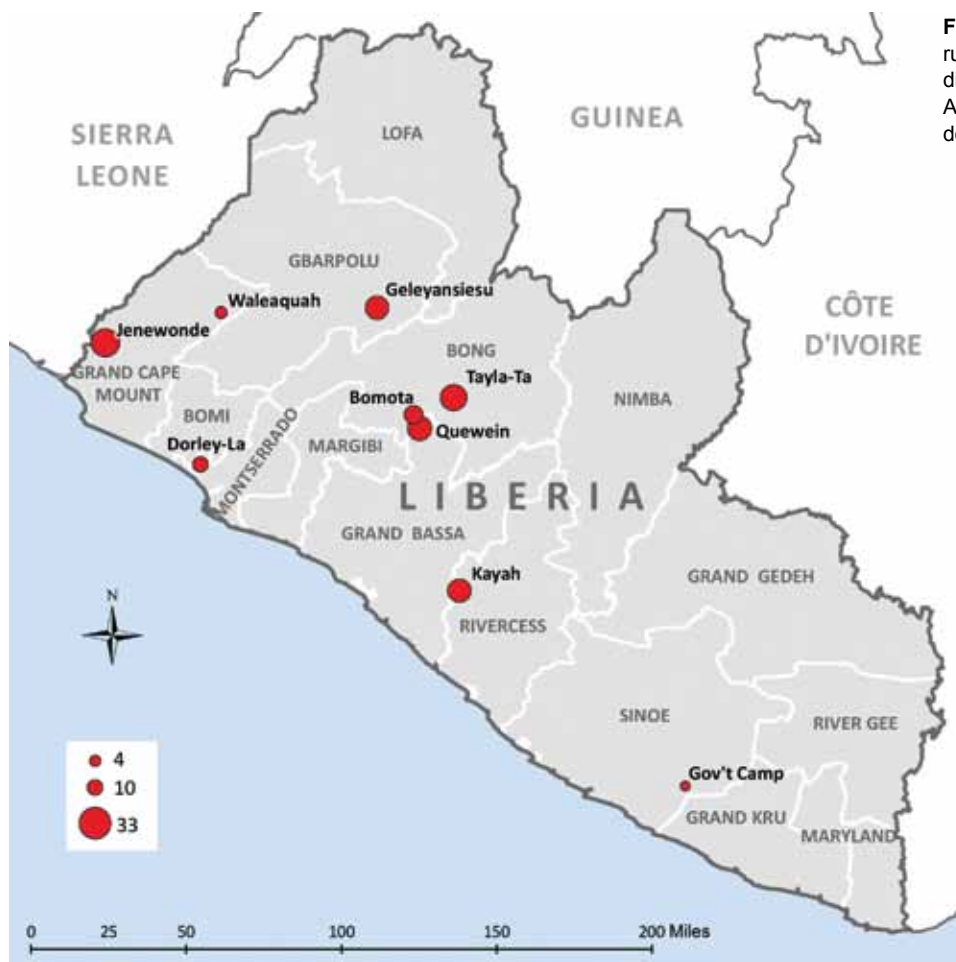 F
ru
d
A
d
SIERRA
LEONE
GUINEA
LOFA
GBARPOLU
Waleaquah
Geleyansiesu
CÔTE
D'IVOIRE
Jenewonde
GRAND CAPE
MOUNT
BONG
Tayla-Ta
Bomota
NIMBA
BOMI
Quewein
Dorley-La
MARGIBI
MONTSERRADO
LIBERIA
GRAND BASSA
Kayah
GRAND GEDEH
RIVERCESS
N
SINOE
RIVER GEE
Gov't Camp
GRAND KRU
MARYLAND
4
10
33
0 25 50 100 150 200 Miles